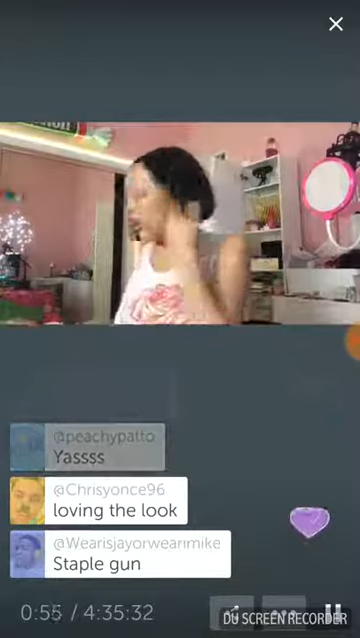 @peachypatto
Yassss
@Chrisyonce96
loving the look
@Wearisjayorwearimike
Staple gun
0:55 / 4:35:32
DU SCREEN RECORDER